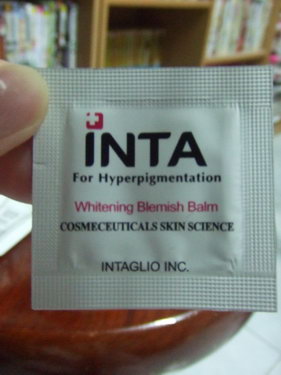 INTA
For Hyperpigmentation
Whitening Blemish Balm
COSMECEUTICALS SKIN SCIENCE
INTAGLIO INC.